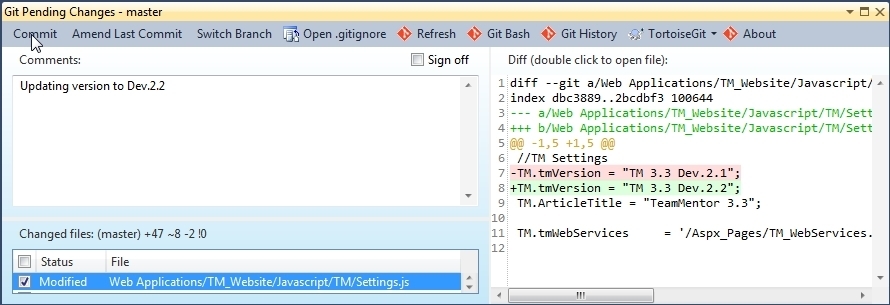 Git Pending Changes - master
Commit Amend Last Commit Switch Branch Open .gitignore Refresh Git Bash Git History TortoiseGit About
Comments: Sign off
Updating version to Dev.2.2
Changed files: (master) +47 ~8 -2 !0
Status File
Modified Web Applications/TM_Website/Javascript/TM/Settings.js
Diff (double click to open file):
1 diff --git a/Web Applications/TM_Website/Javascript/
2 index dbc3889..2bcdbf3 100644
3 --- a/Web Applications/TM_Website/Javascript/TM/Sett
4 +++ b/Web Applications/TM_Website/Javascript/TM/Sett
5 @@ -1,5 +1,5 @@
6 //TM Settings
7 -TM.tmVersion = "TM 3.3 Dev.2.1";
8 +TM.tmVersion = "TM 3.3 Dev.2.2";
9 TM.ArticleTitle = "TeamMentor 3.3";
10
11 TM.tmWebServices = '/Aspx_Pages/TM_WebServices.
12